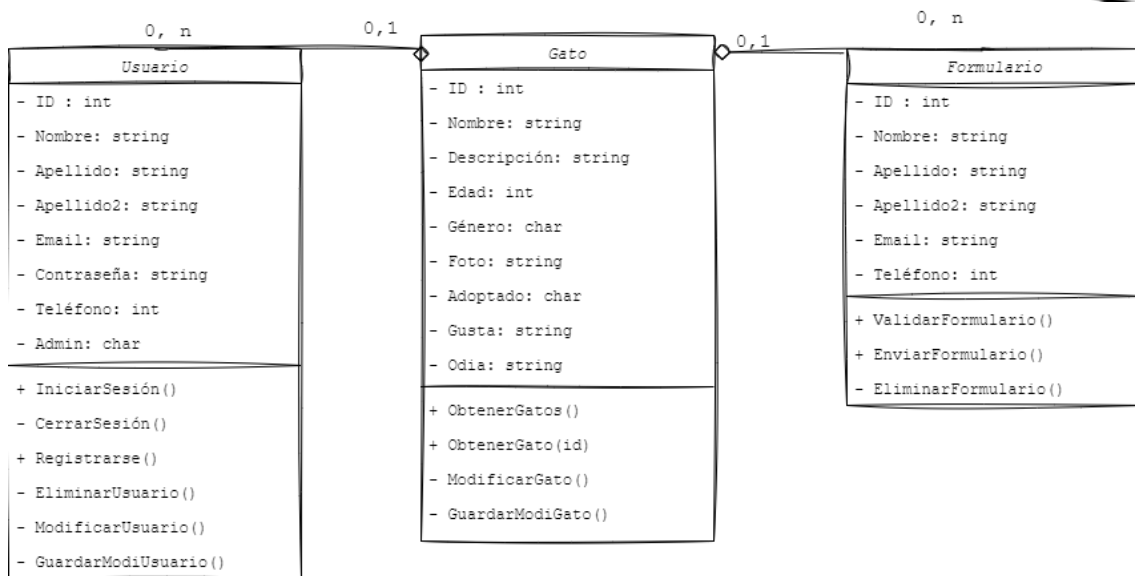 0, n
0,1
Usuario
- ID : int
- Nombre: string
- Apellido: string
- Apellido2: string
- Email: string
- Contraseña: string
- Teléfono: int
- Admin: char
+ IniciarSesión()
- CerrarSesión()
+ Registrarse()
- EliminarUsuario()
- ModificarUsuario()
- GuardarModiUsuario()
Gato
- ID : int
- Nombre: string
- Descripción: string
- Edad: int
- Género: char
- Foto: string
- Adoptado: char
- Gusta: string
- Odia: string
+ ObtenerGatos()
+ ObtenerGato(id)
- ModificarGato()
- GuardarModiGato()
0,1
0, n
Formulario
- ID : int
- Nombre: string
- Apellido: string
- Apellido2: string
- Email: string
- Teléfono: int
+ ValidarFormulario()
+ EnviarFormulario()
- EliminarFormulario()